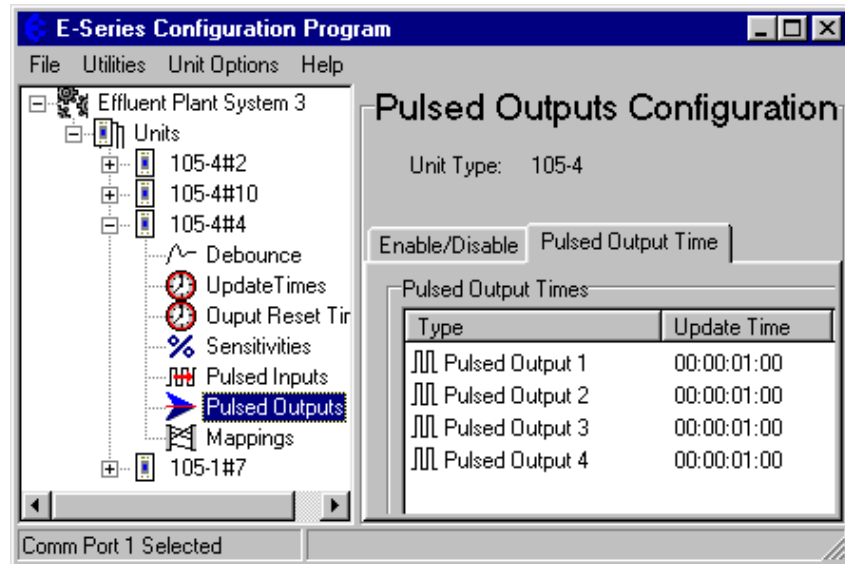 E-Series Configuration Program
File Utilities Unit Options Help
Effluent Plant System 3
Units
105-4#2
105-4#10
105-4#4
Debounce
UpdateTimes
Ouput Reset Tir
Sensitivities
Pulsed Inputs
Pulsed Outputs
Mappings
105-1#7
Pulsed Outputs Configuration
Unit Type: 105-4
Enable/Disable Pulsed Output Time
Pulsed Output Times
Type Update Time
Pulsed Output 1 00:00:01:00
Pulsed Output 2 00:00:01:00
Pulsed Output 3 00:00:01:00
Pulsed Output 4 00:00:01:00
Comm Port 1 Selected